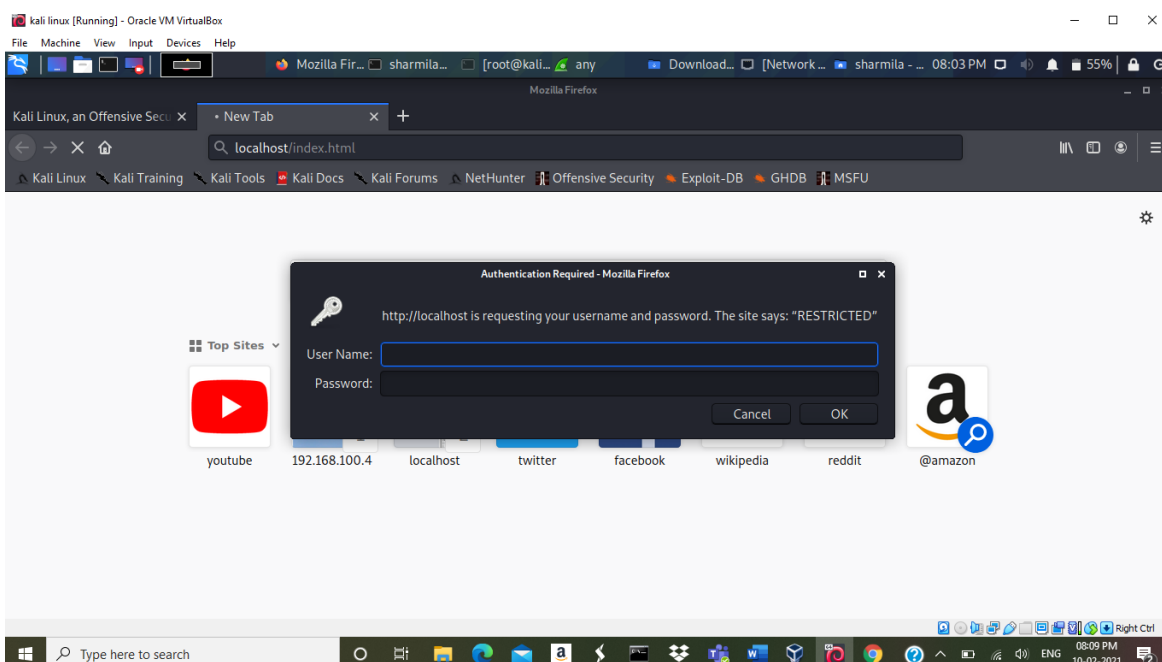 kali linux [Running] - Oracle VM VirtualBox
File Machine View Input Devices Help
Mozilla Fir... sharmila... [root@kali... any Download... [Network ... sharmila - ... 08:03 PM 55% G
Mozilla Firefox
Kali Linux, an Offensive Secu • New Tab
localhost/index.html
Kali Linux Kali Training Kali Tools Kali Docs Kali Forums NetHunter Offensive Security Exploit-DB GHDB MSFU
Authentication Required - Mozilla Firefox
http://localhost is requesting your username and password. The site says: “RESTRICTED”
Top Sites
User Name:
Password:
Cancel OK
youtube 192.168.100.4 localhost twitter facebook wikipedia reddit @amazon
Right Ctrl
Type here to search ENG 08:09 PM
10-02-2021